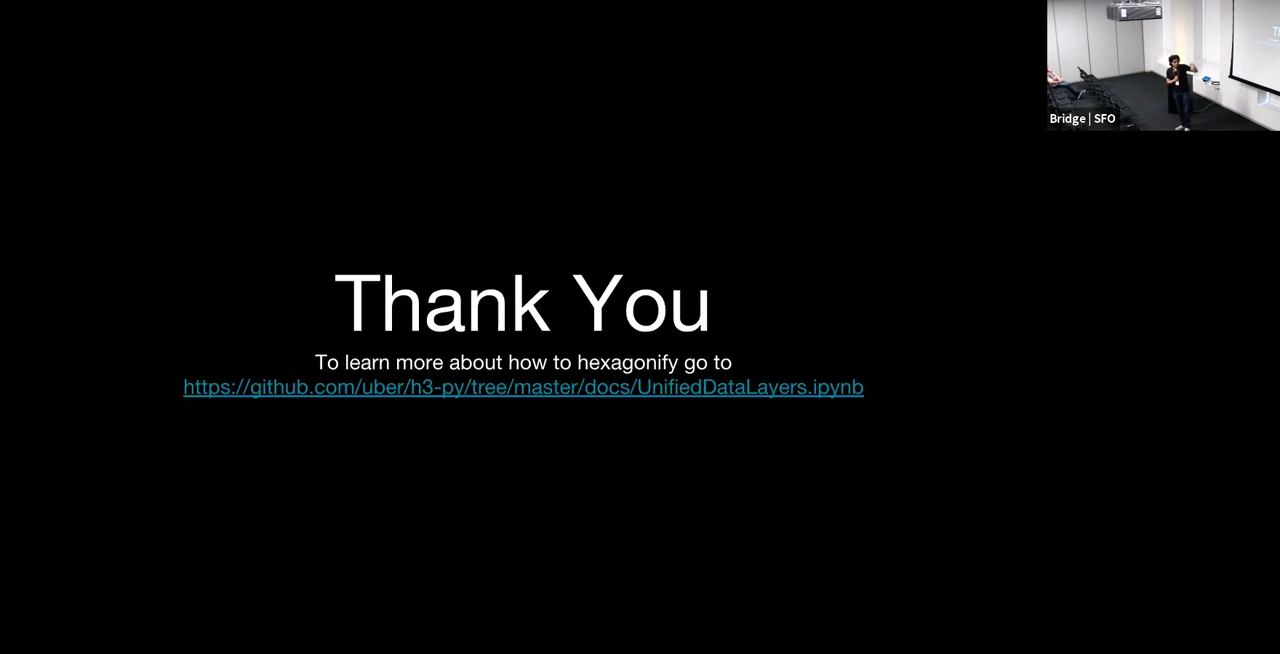 Thank You
To learn more about how to hexagonify go to
https://github.com/uber/h3-py/tree/master/docs/UnifiedDataLayers.ipynb
Bridge | SFO